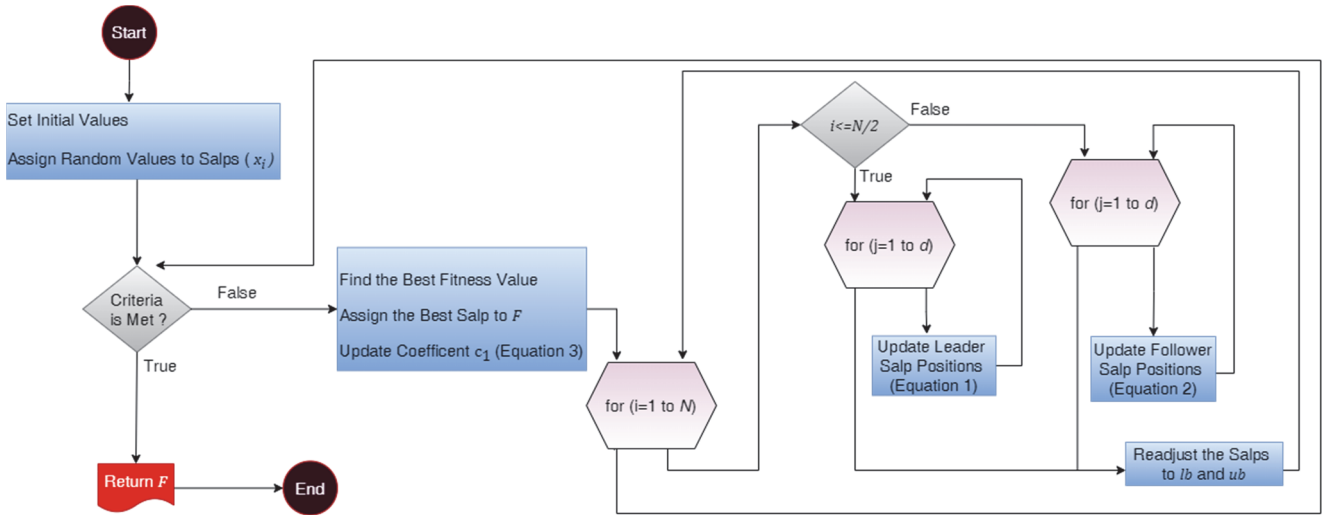 Start
Set Initial Values
Assign Random Values to Salps ( xᵢ )
Criteria
is Met ?
False
True
Return F
End
Find the Best Fitness Value
Assign the Best Salp to F
Update Coefficent c₁ (Equation 3)
for (i=1 to N)
i<=N/2
False
True
for (j=1 to d)
Update Leader
Salp Positions
(Equation 1)
for (j=1 to d)
Update Follower
Salp Positions
(Equation 2)
Readjust the Salps
to lb and ub